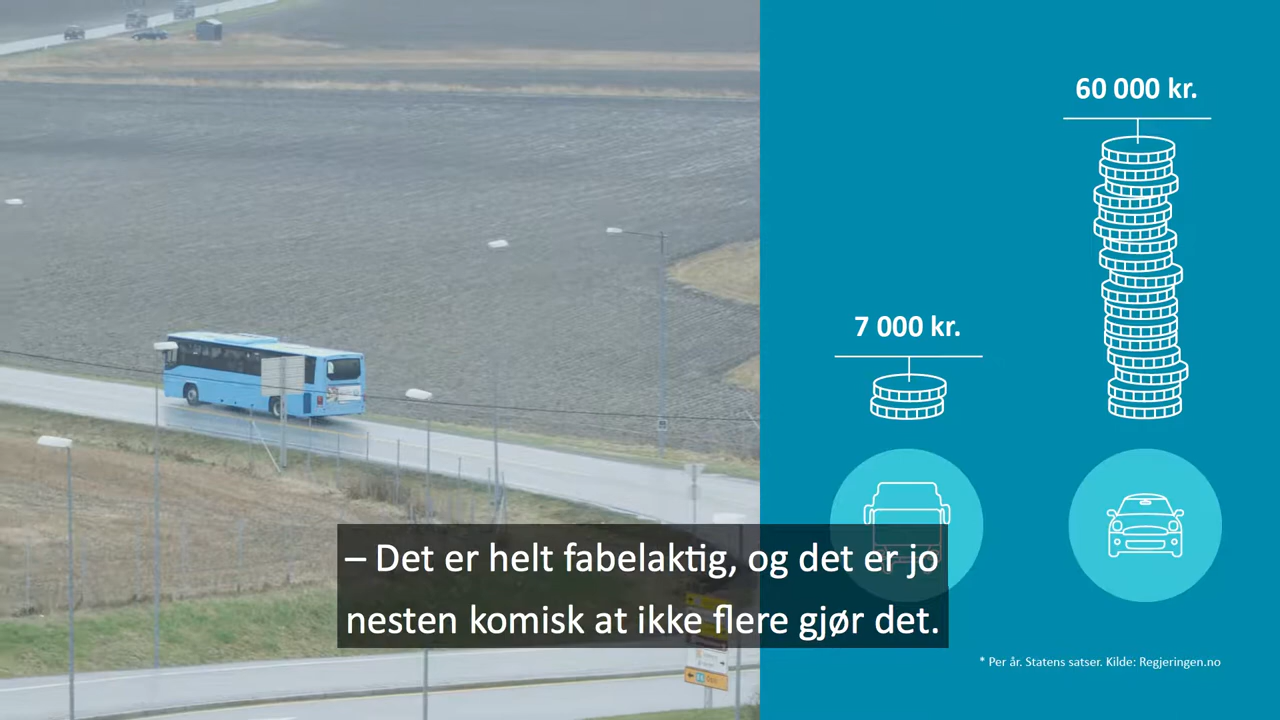 60 000 kr.
7 000 kr.
– Det er helt fabelaktig, og det er jo
nesten komisk at ikke flere gjør det.
* Per år. Statens satser. Kilde: Regjeringen.no